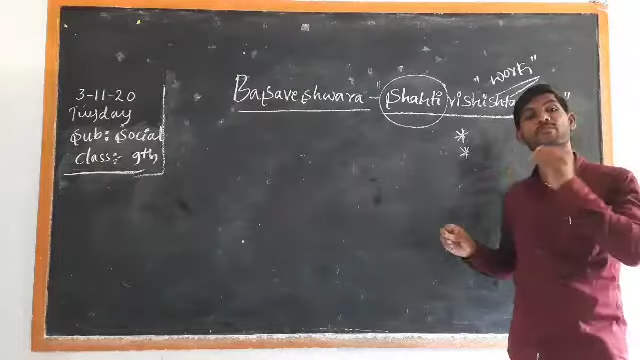 3-11-20
Tuesday
Sub: Social
Class:- 9th
"work"
Basaveshwara - "Shakti vishishta "
*
*